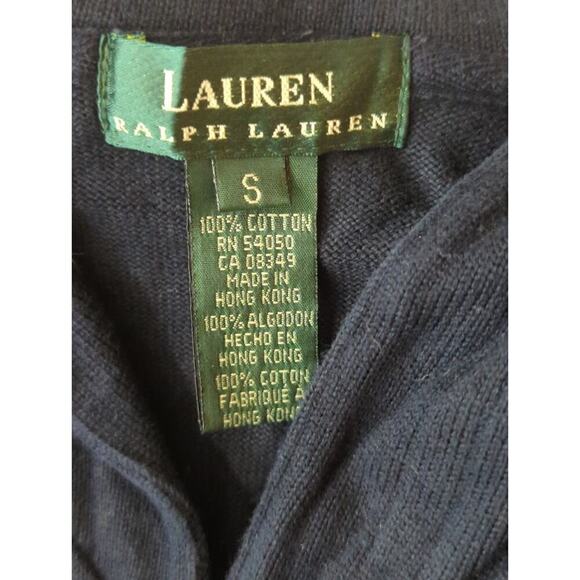 LAUREN
RALPH LAUREN
S
100% COTTON
RN 54050
CA 08349
MADE IN
HONG KONG
100% ALGODON
HECHO EN
HONG KONG
100% COTON
FABRIQUÉ À
HONG KONG